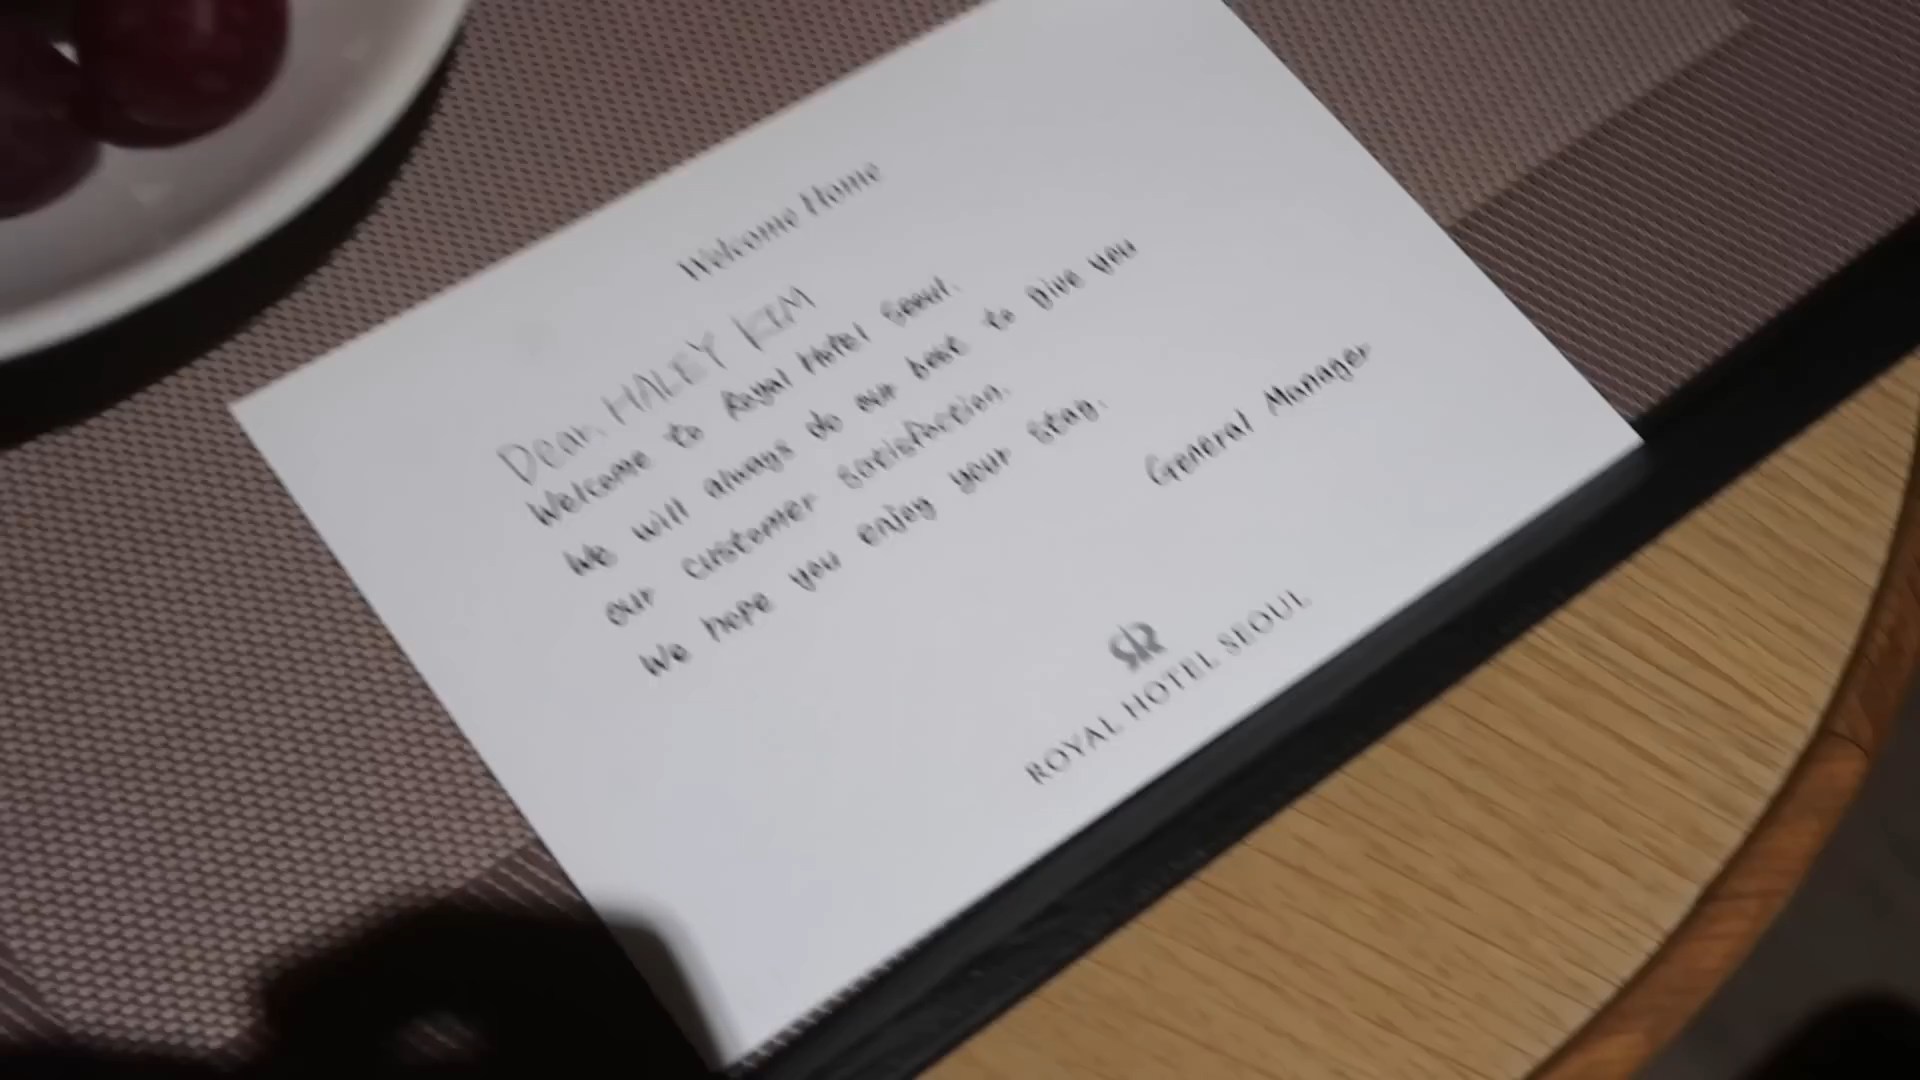 Welcome Home
Dear. HALEY KIM
Welcome to Royal Hotel Seoul.
We will always do our best to give you
our customer satisfaction.
We hope you enjoy your stay.
General Manager
ROYAL HOTEL SEOUL